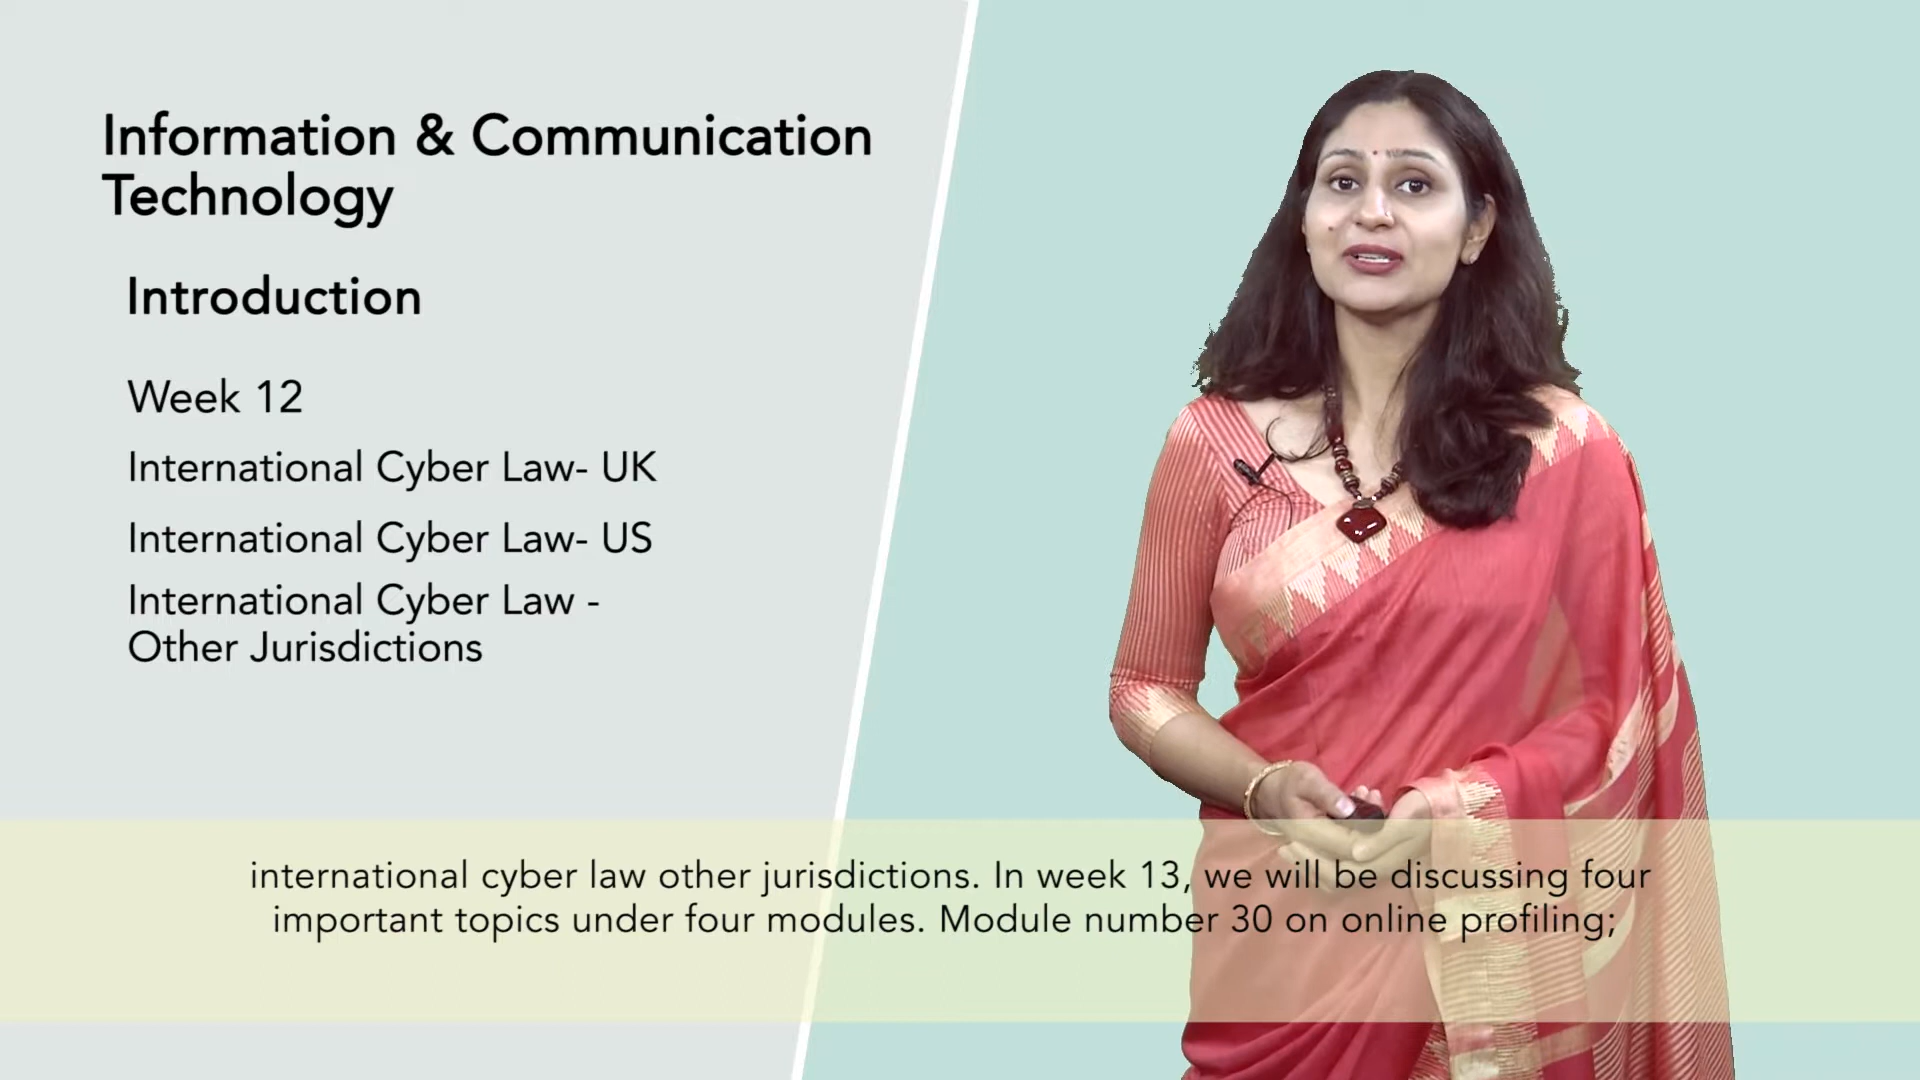 Information & Communication
Technology
Introduction
Week 12
International Cyber Law- UK
International Cyber Law- US
International Cyber Law -
Other Jurisdictions
international cyber law other jurisdictions. In week 13, we will be discussing four
important topics under four modules. Module number 30 on online profiling;